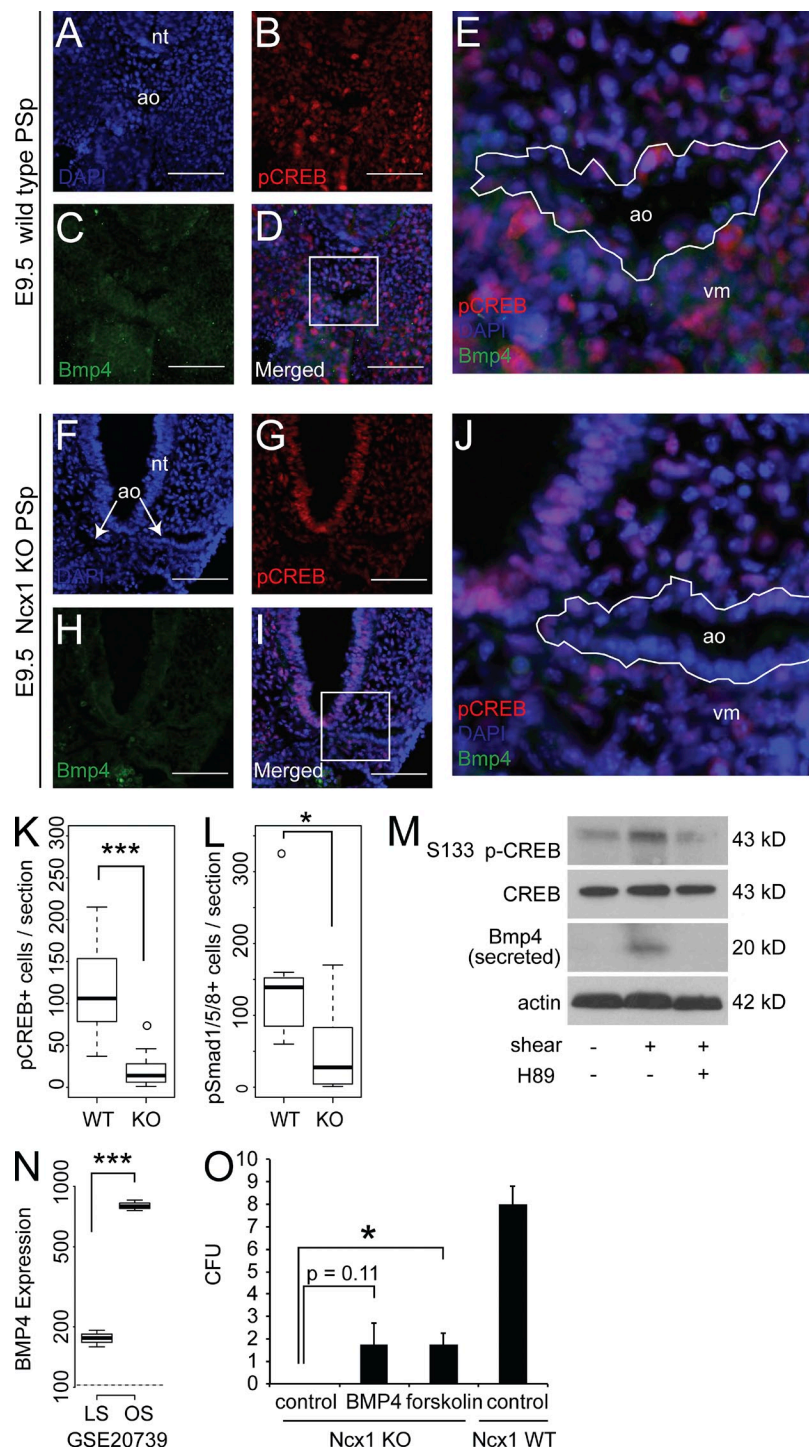 E9.5 wild type PSp
A
nt
ao
DAPI
B
pCREB
C
Bmp4
D
Merged
E
ao
vm
pCREB
DAPI
Bmp4
E9.5 Ncx1 KO PSp
F
nt
ao
DAPI
G
pCREB
H
Bmp4
I
Merged
J
ao
vm
pCREB
DAPI
Bmp4
K
pCREB+ cells / section
300
250
200
150
100
50
0
***
WT KO
L
pSmad1/5/8+ cells / section
300
200
100
50
0
*
WT KO
M
S133 p-CREB 43 kD
CREB 43 kD
Bmp4
(secreted) 20 kD
actin 42 kD
shear - + +
H89 - - +
N
BMP4 Expression
1000
500
200
100
***
LS OS
GSE20739
O
CFU
10
9
8
7
6
5
4
3
2
1
0
*
p = 0.11
control BMP4 forskolin control
Ncx1 KO Ncx1 WT